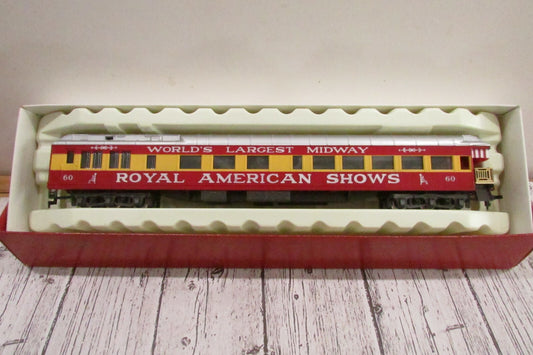 WORLD'S LARGEST MIDWAY
60 ROYAL AMERICAN SHOWS 60